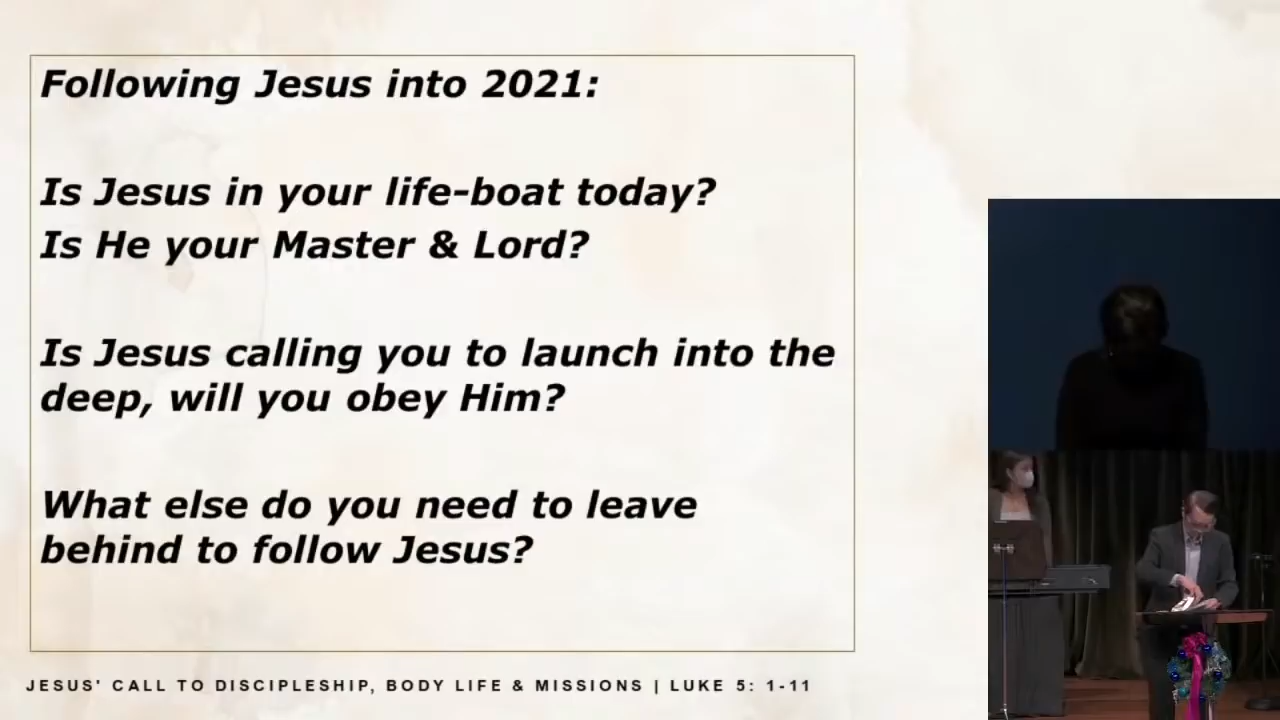 Following Jesus into 2021:
Is Jesus in your life-boat today?
Is He your Master & Lord?
Is Jesus calling you to launch into the
deep, will you obey Him?
What else do you need to leave
behind to follow Jesus?
JESUS' CALL TO DISCIPLESHIP, BODY LIFE & MISSIONS | LUKE 5: 1-11